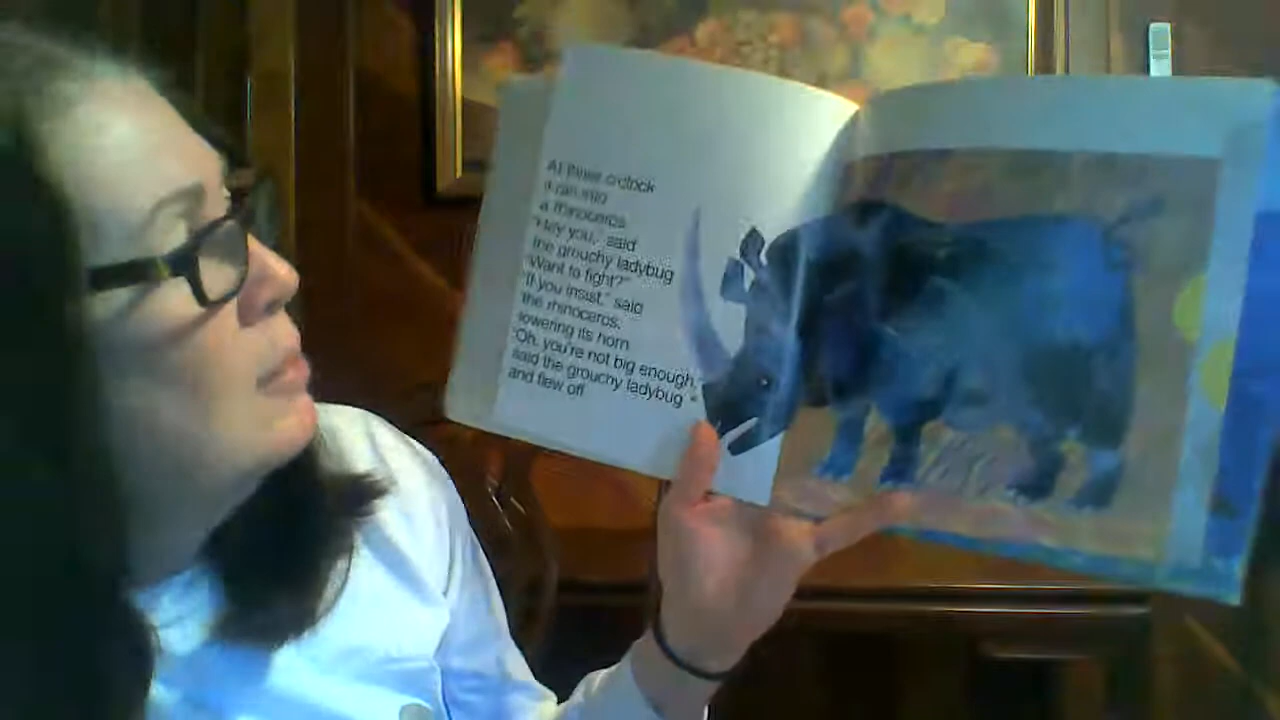 At three o'clock
it ran into
a rhinoceros.
"Hey you," said
the grouchy ladybug
"Want to fight?"
"If you insist," said
the rhinoceros,
lowering its horn
"Oh, you're not big enough,"
said the grouchy ladybug
and flew off